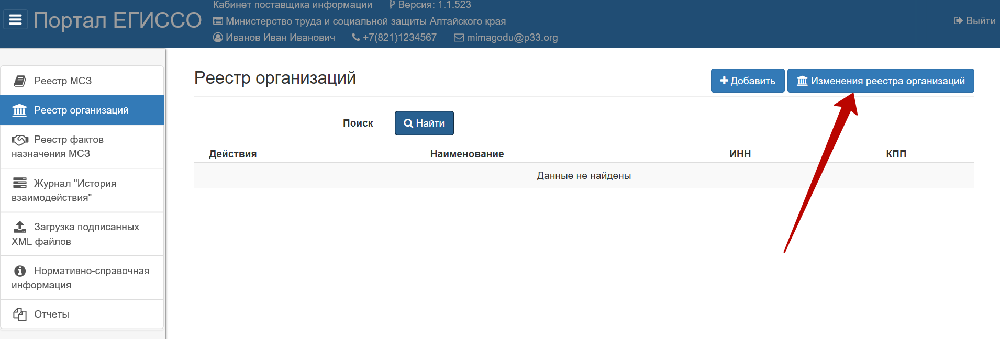 Портал ЕГИССО
Кабинет поставщика информации Версия: 1.1.523
Министерство труда и социальной защиты Алтайского края
Иванов Иван Иванович +7(821)1234567 mimagodu@p33.org
Выйти
Реестр МСЗ
Реестр организаций
Реестр фактов
назначения МСЗ
Журнал "История
взаимодействия"
Загрузка подписанных
XML файлов
Нормативно-справочная
информация
Отчеты
Реестр организаций
Добавить
Изменения реестра организаций
Поиск
Найти
Действия Наименование ИНН КПП
Данные не найдены